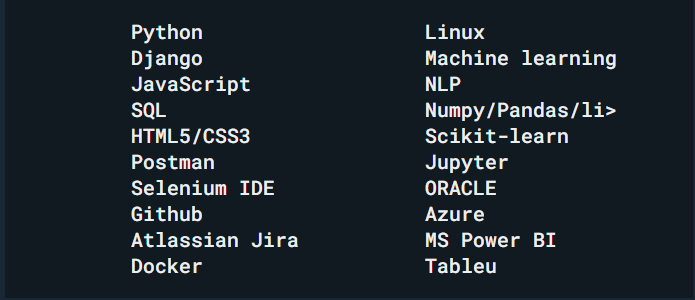 Python
Django
JavaScript
SQL
HTML5/CSS3
Postman
Selenium IDE
Github
Atlassian Jira
Docker
Linux
Machine learning
NLP
Numpy/Pandas/li>
Scikit-learn
Jupyter
ORACLE
Azure
MS Power BI
Tableu